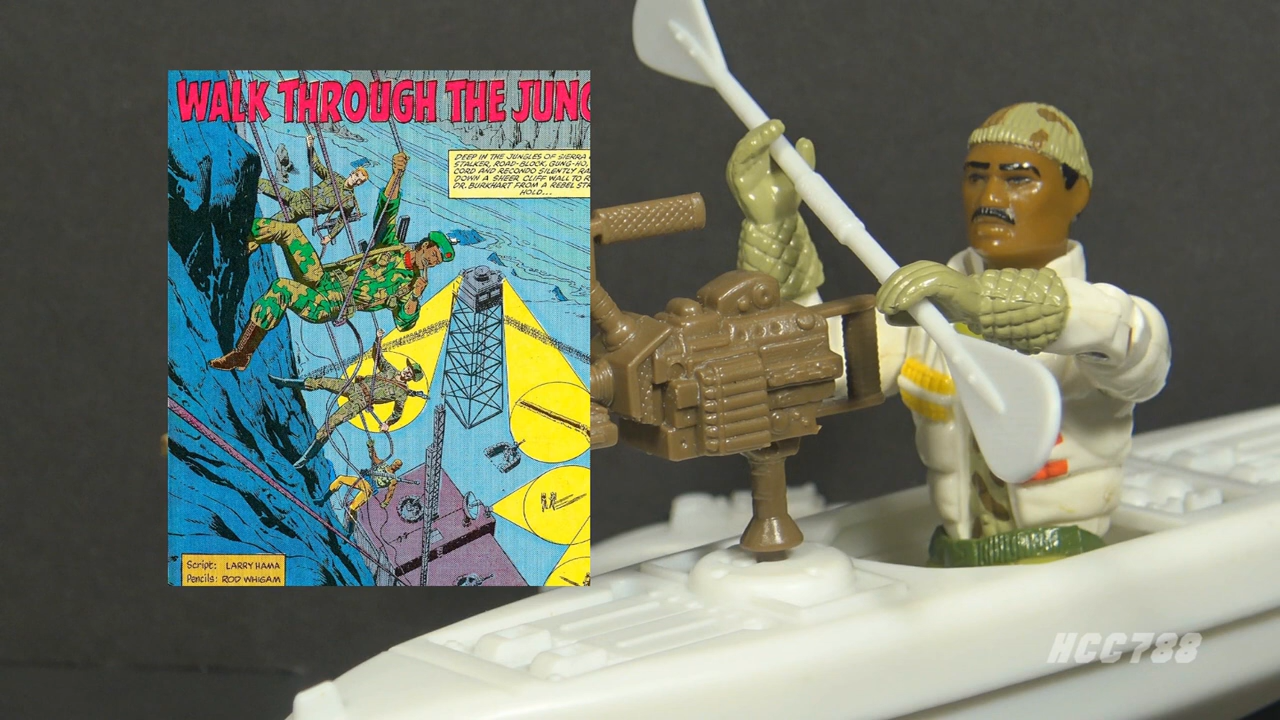 WALK THROUGH THE JUNG
DEEP IN THE JUNGLES OF SIERRA
STALKER, ROAD-BLOCK, GUNG-HO,
CORD AND RECONDO SILENTLY RA
DOWN A SHEER CLIFF WALL TO R
DR. BURKHART FROM A REBEL ST
HOLD...
Script: LARRY HAMA
Pencils: ROD WHIGAM
HCC788